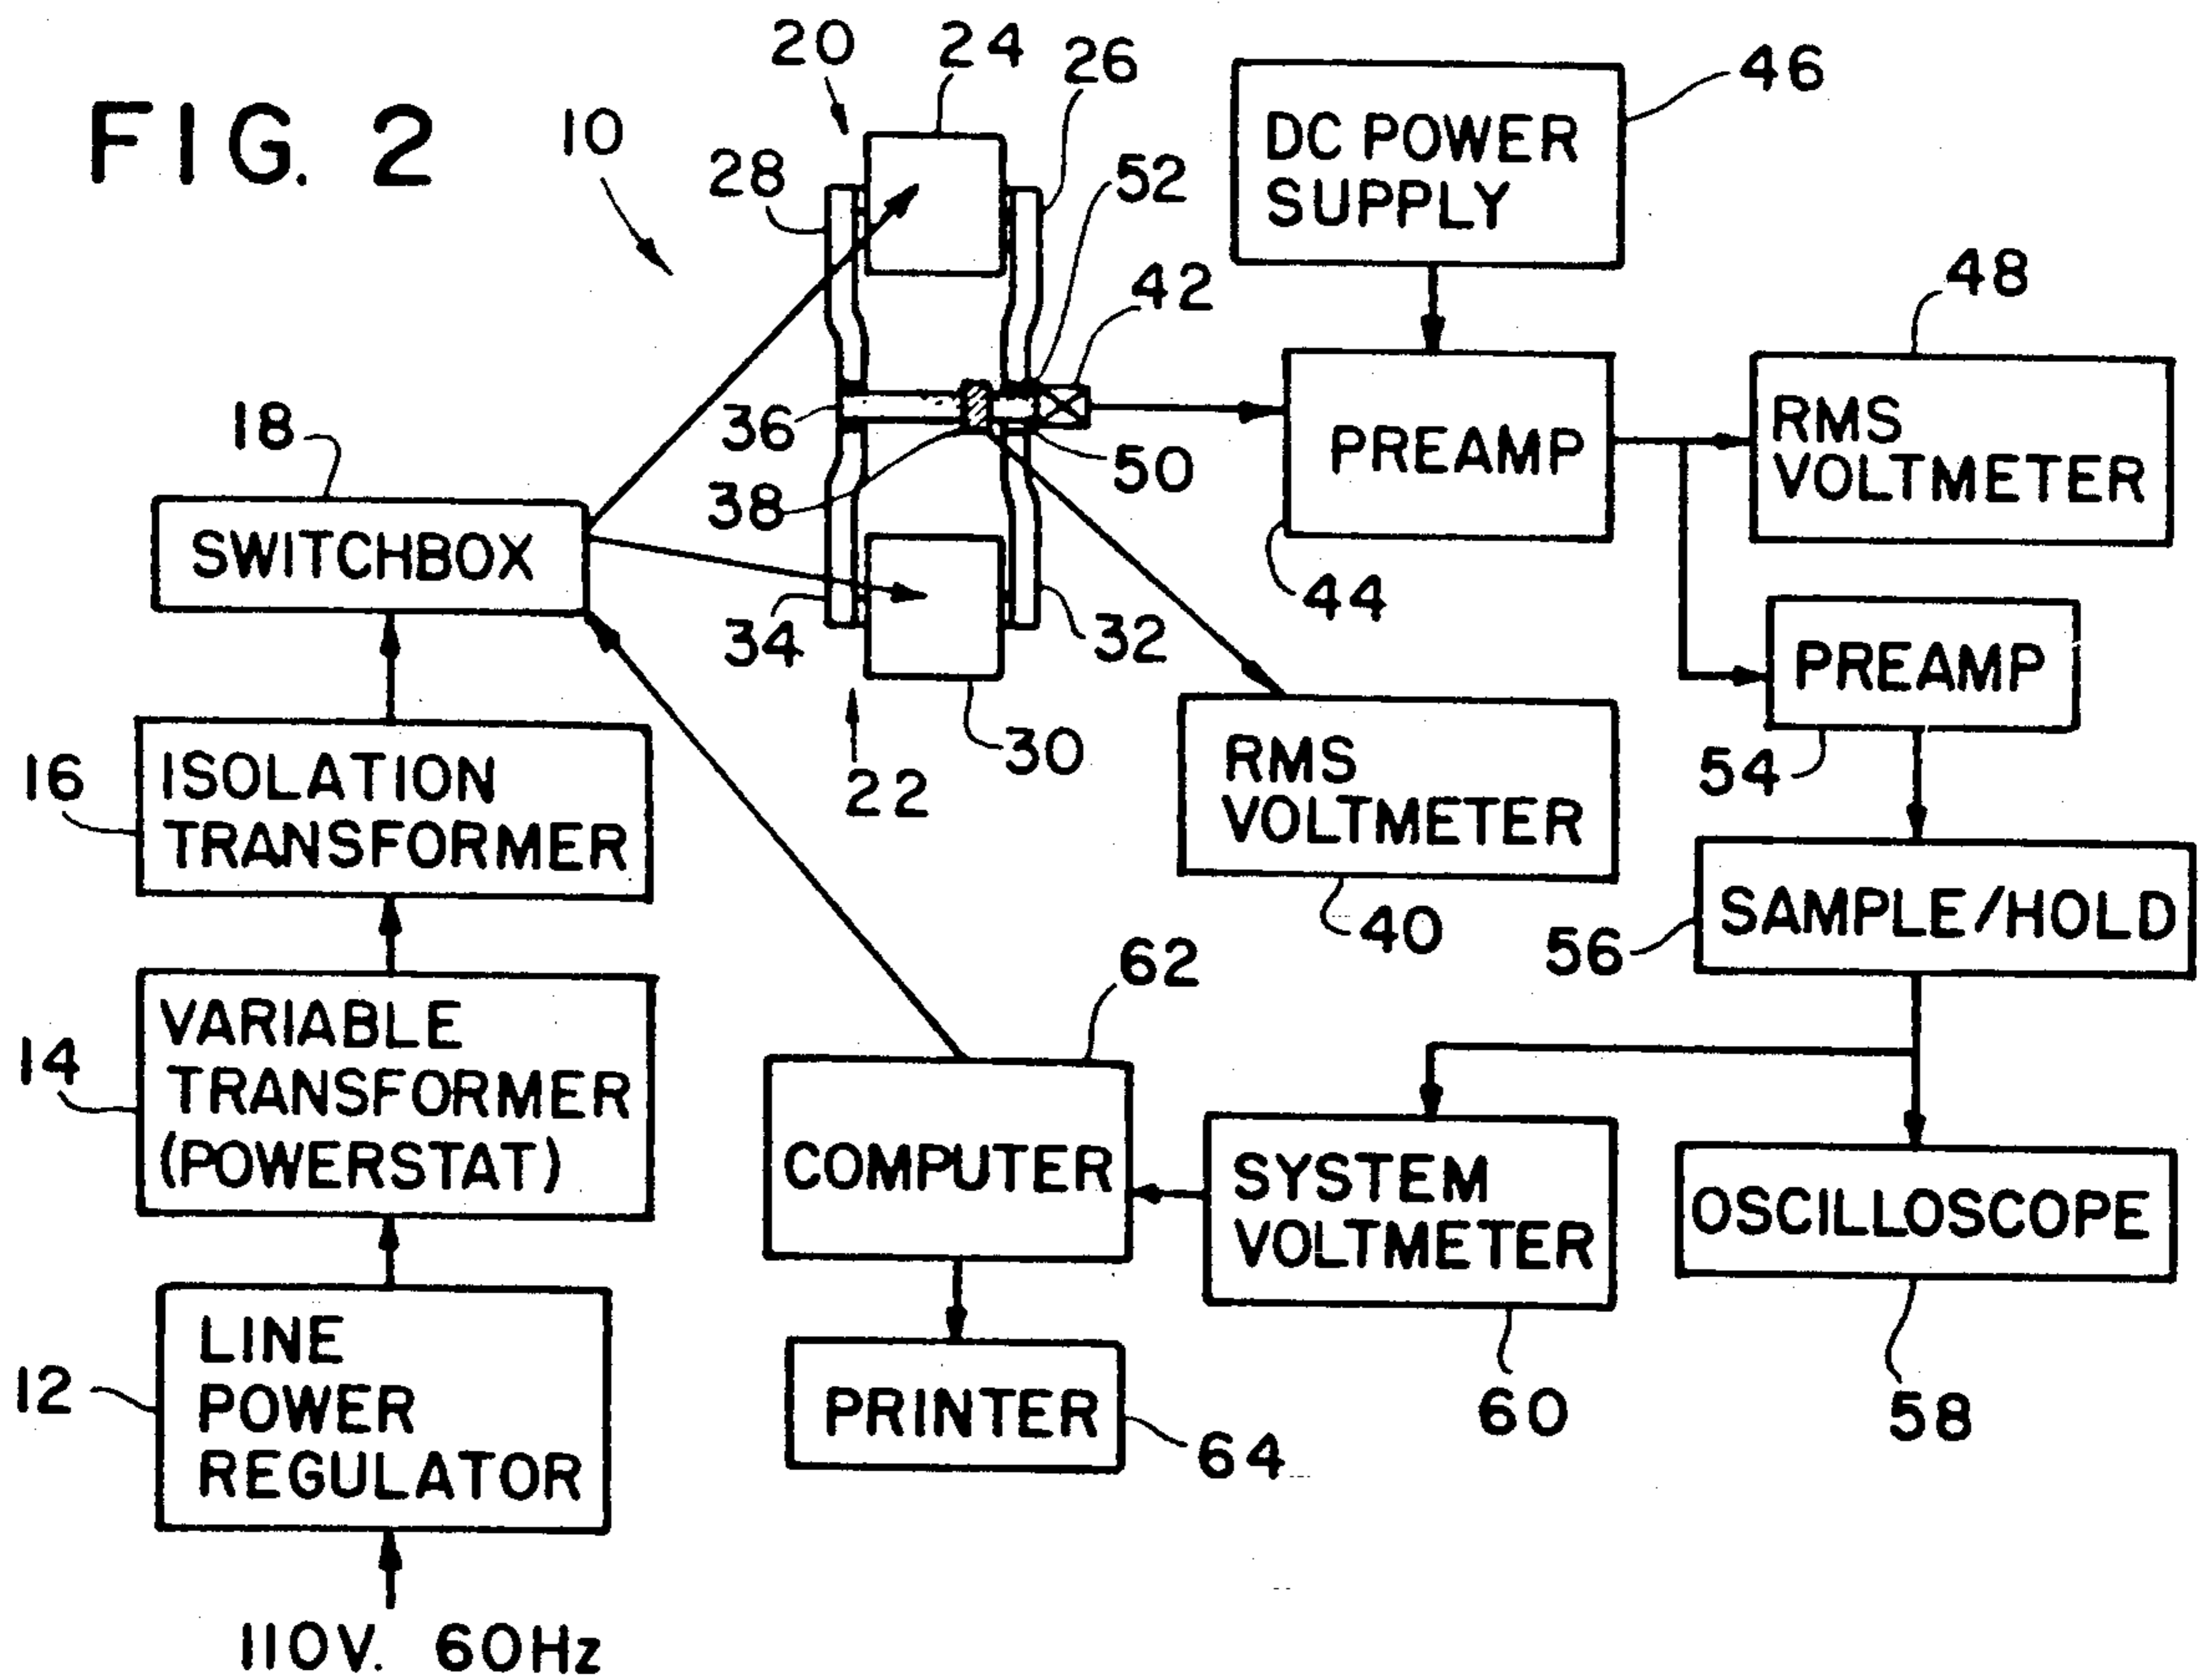 FIG. 2
10
20
24
26
28
52
42
46
DC POWER
SUPPLY
48
36
38
50
PREAMP
44
RMS
VOLTMETER
18
SWITCHBOX
34
32
30
22
PREAMP
54
16
ISOLATION
TRANSFORMER
RMS
VOLTMETER
40
SAMPLE/HOLD
56
14
VARIABLE
TRANSFORMER
(POWERSTAT)
62
COMPUTER
SYSTEM
VOLTMETER
60
OSCILLOSCOPE
58
12
LINE
POWER
REGULATOR
PRINTER
64
110V. 60Hz